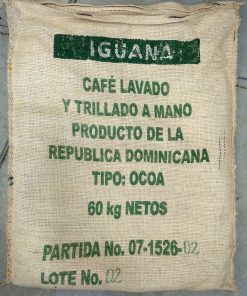 IGUANA
CAFÉ LAVADO
Y TRILLADO A MANO
PRODUCTO DE LA
REPUBLICA DOMINICANA
TIPO: OCOA
60 kg NETOS
PARTIDA No. 07-1526-02
LOTE No. 02